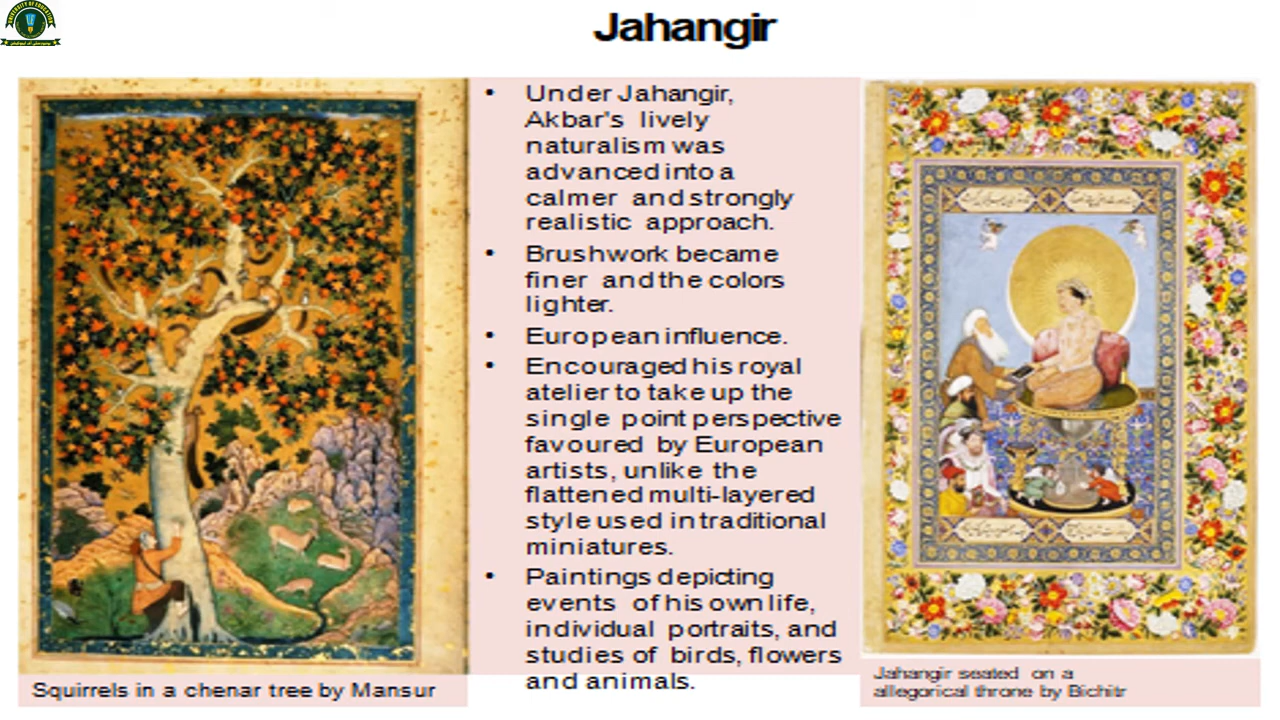 Jahangir
• Under Jahangir,
Akbar's lively
naturalism was
advanced into a
calmer and strongly
realistic approach.
• Brushwork became
finer and the colors
lighter.
• European influence.
• Encouraged his royal
atelier to take up the
single point perspective
favoured by European
artists, unlike the
flattened multi-layered
style used in traditional
miniatures.
• Paintings depicting
events of his own life,
individual portraits, and
studies of birds, flowers
and animals.
Squirrels in a chenar tree by Mansur
Jahangir seated on a
allegorical throne by Bichitr